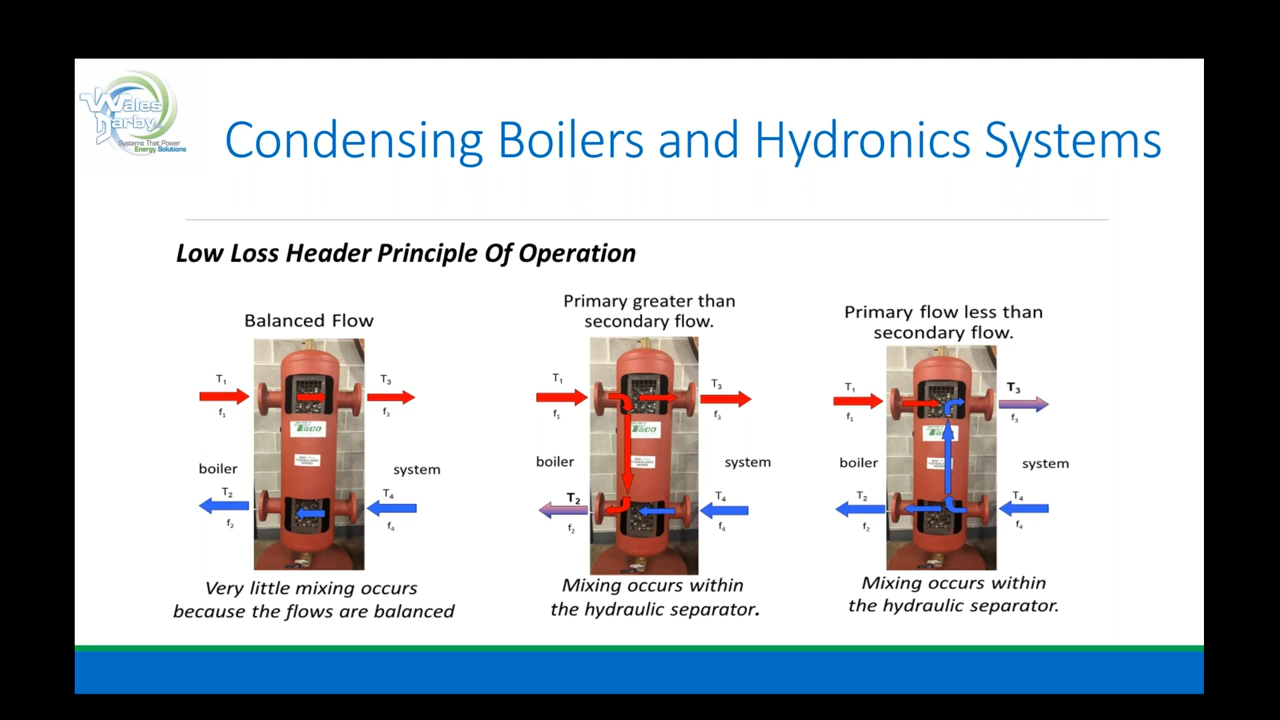 Wales Darby
Systems That Power
Energy Solutions
Condensing Boilers and Hydronics Systems
Low Loss Header Principle Of Operation
Balanced Flow
T1
f1
T3
f3
Taco
boiler
system
T2
f2
T4
f4
Very little mixing occurs
because the flows are balanced
Primary greater than
secondary flow.
T1
f1
T3
f3
Taco
boiler
system
T2
f2
T4
f4
Mixing occurs within
the hydraulic separator.
Primary flow less than
secondary flow.
T1
f1
T3
f3
Taco
boiler
system
T2
f2
T4
f4
Mixing occurs within
the hydraulic separator.